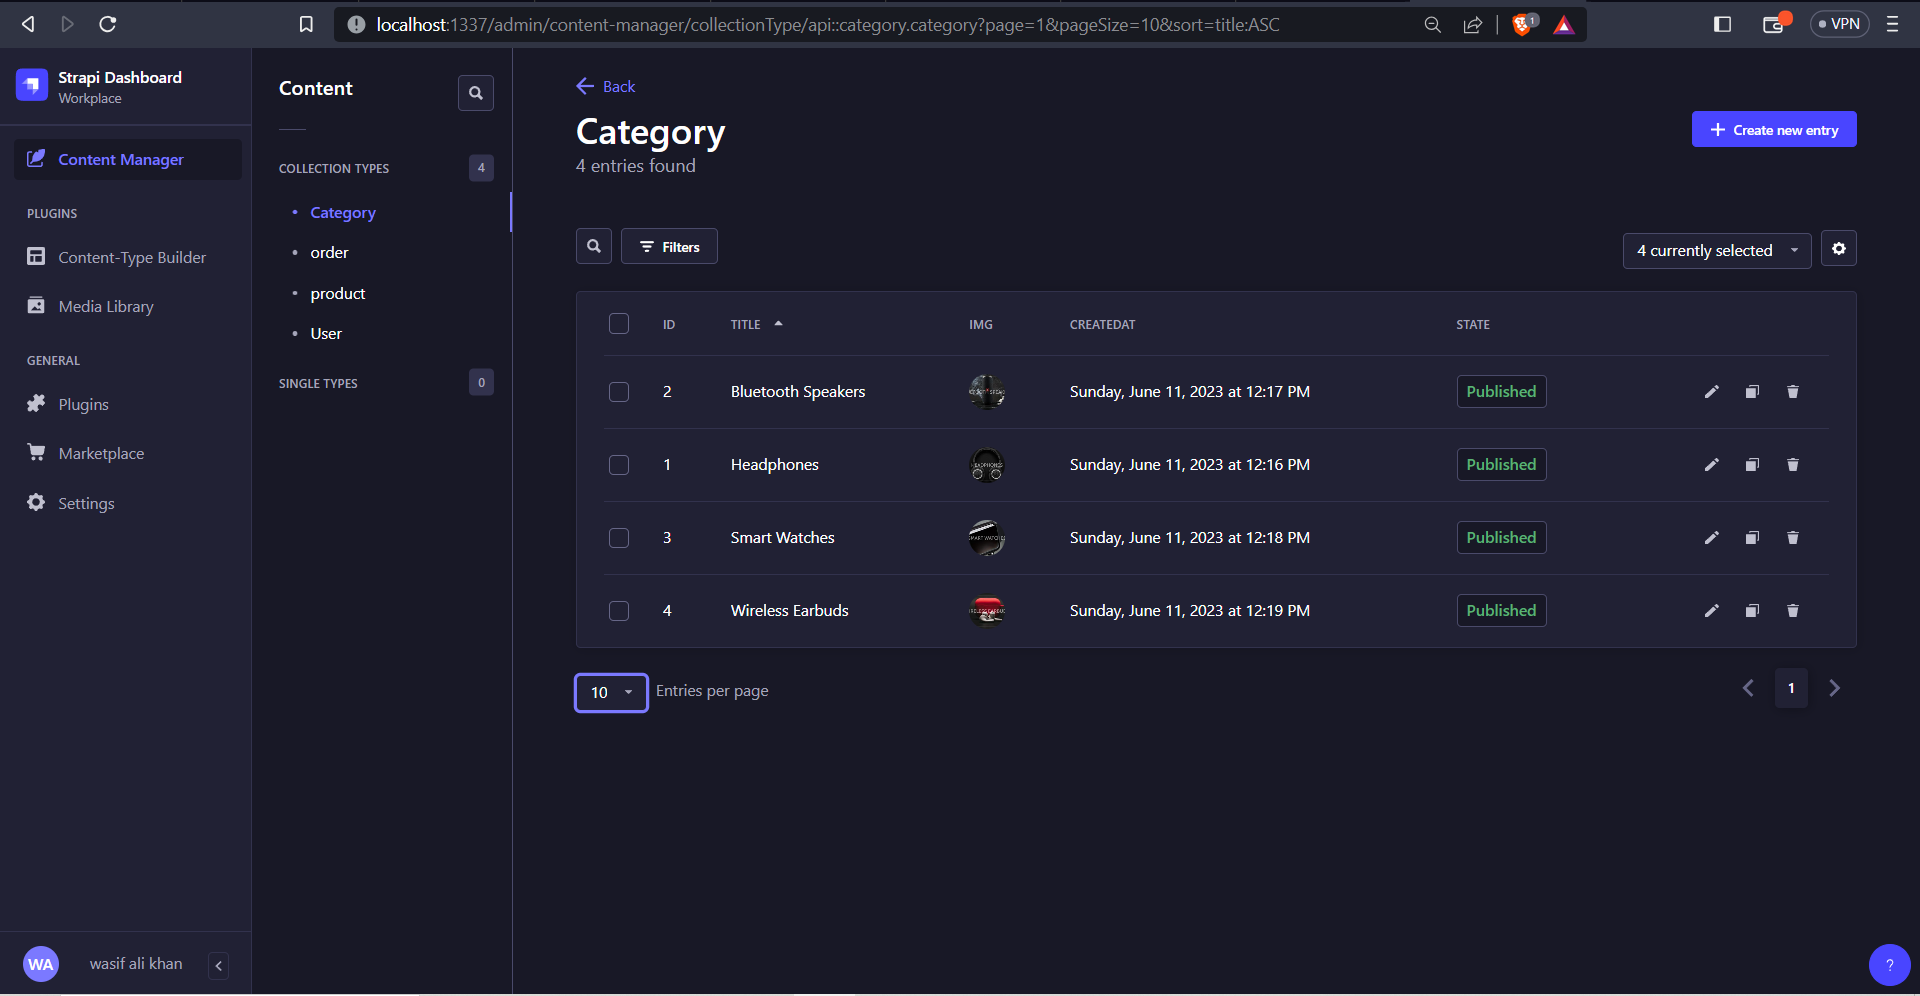 localhost:1337/admin/content-manager/collectionType/api::category.category?page=1&pageSize=10&sort=title:ASC
1
VPN
Strapi Dashboard
Workplace
Content Manager
PLUGINS
Content-Type Builder
Media Library
GENERAL
Plugins
Marketplace
Settings
WA
wasif ali khan
Content
COLLECTION TYPES 4
Category
order
product
User
SINGLE TYPES 0
Back
Category
4 entries found
Create new entry
Filters
4 currently selected
ID TITLE IMG CREATEDAT STATE
2 Bluetooth Speakers Sunday, June 11, 2023 at 12:17 PM Published
1 Headphones HEADPHONES Sunday, June 11, 2023 at 12:16 PM Published
3 Smart Watches Sunday, June 11, 2023 at 12:18 PM Published
4 Wireless Earbuds Sunday, June 11, 2023 at 12:19 PM Published
10 Entries per page
1
?